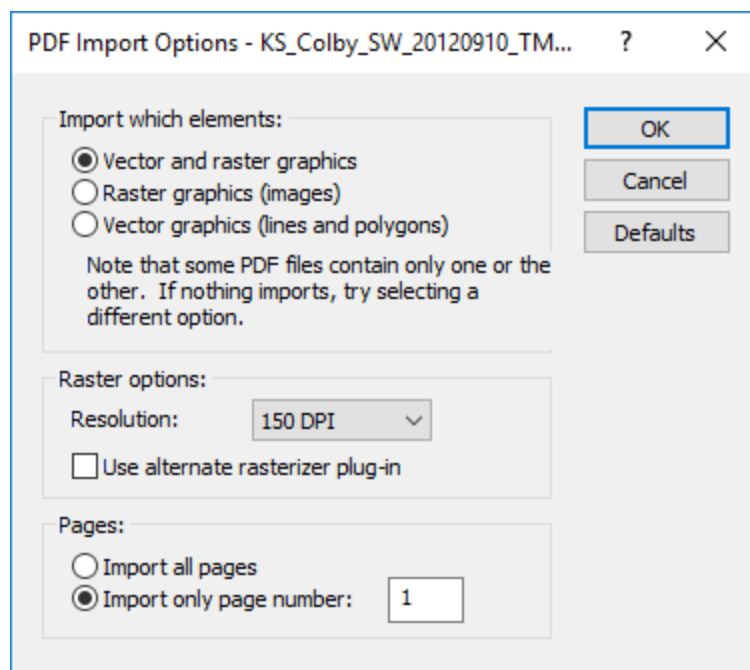 PDF Import Options - KS_Colby_SW_20120910_TM...
Import which elements:
OK
Vector and raster graphics
Cancel
Raster graphics (images)
Vector graphics (lines and polygons)
Defaults
Note that some PDF files contain only one or the
other.  If nothing imports, try selecting a
different option.
Raster options:
Resolution:
150 DPI
Use alternate rasterizer plug-in
Pages:
Import all pages
Import only page number:
1